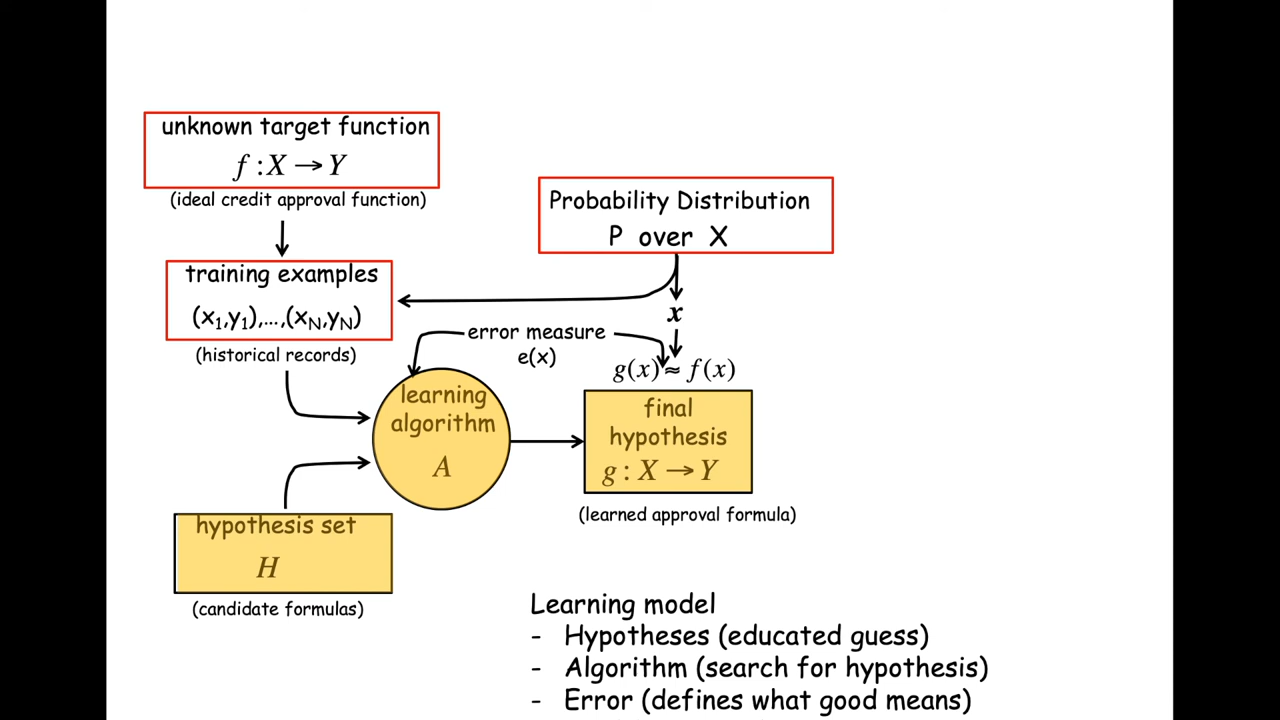 unknown target function
f : X → Y
(ideal credit approval function)
Probability Distribution
P over X
training examples
(x₁,y₁),...,(x_N,y_N)
(historical records)
x
error measure
e(x)
g(x) ≈ f(x)
learning
algorithm
A
final
hypothesis
g : X → Y
(learned approval formula)
hypothesis set
H
(candidate formulas)
Learning model
- Hypotheses (educated guess)
- Algorithm (search for hypothesis)
- Error (defines what good means)